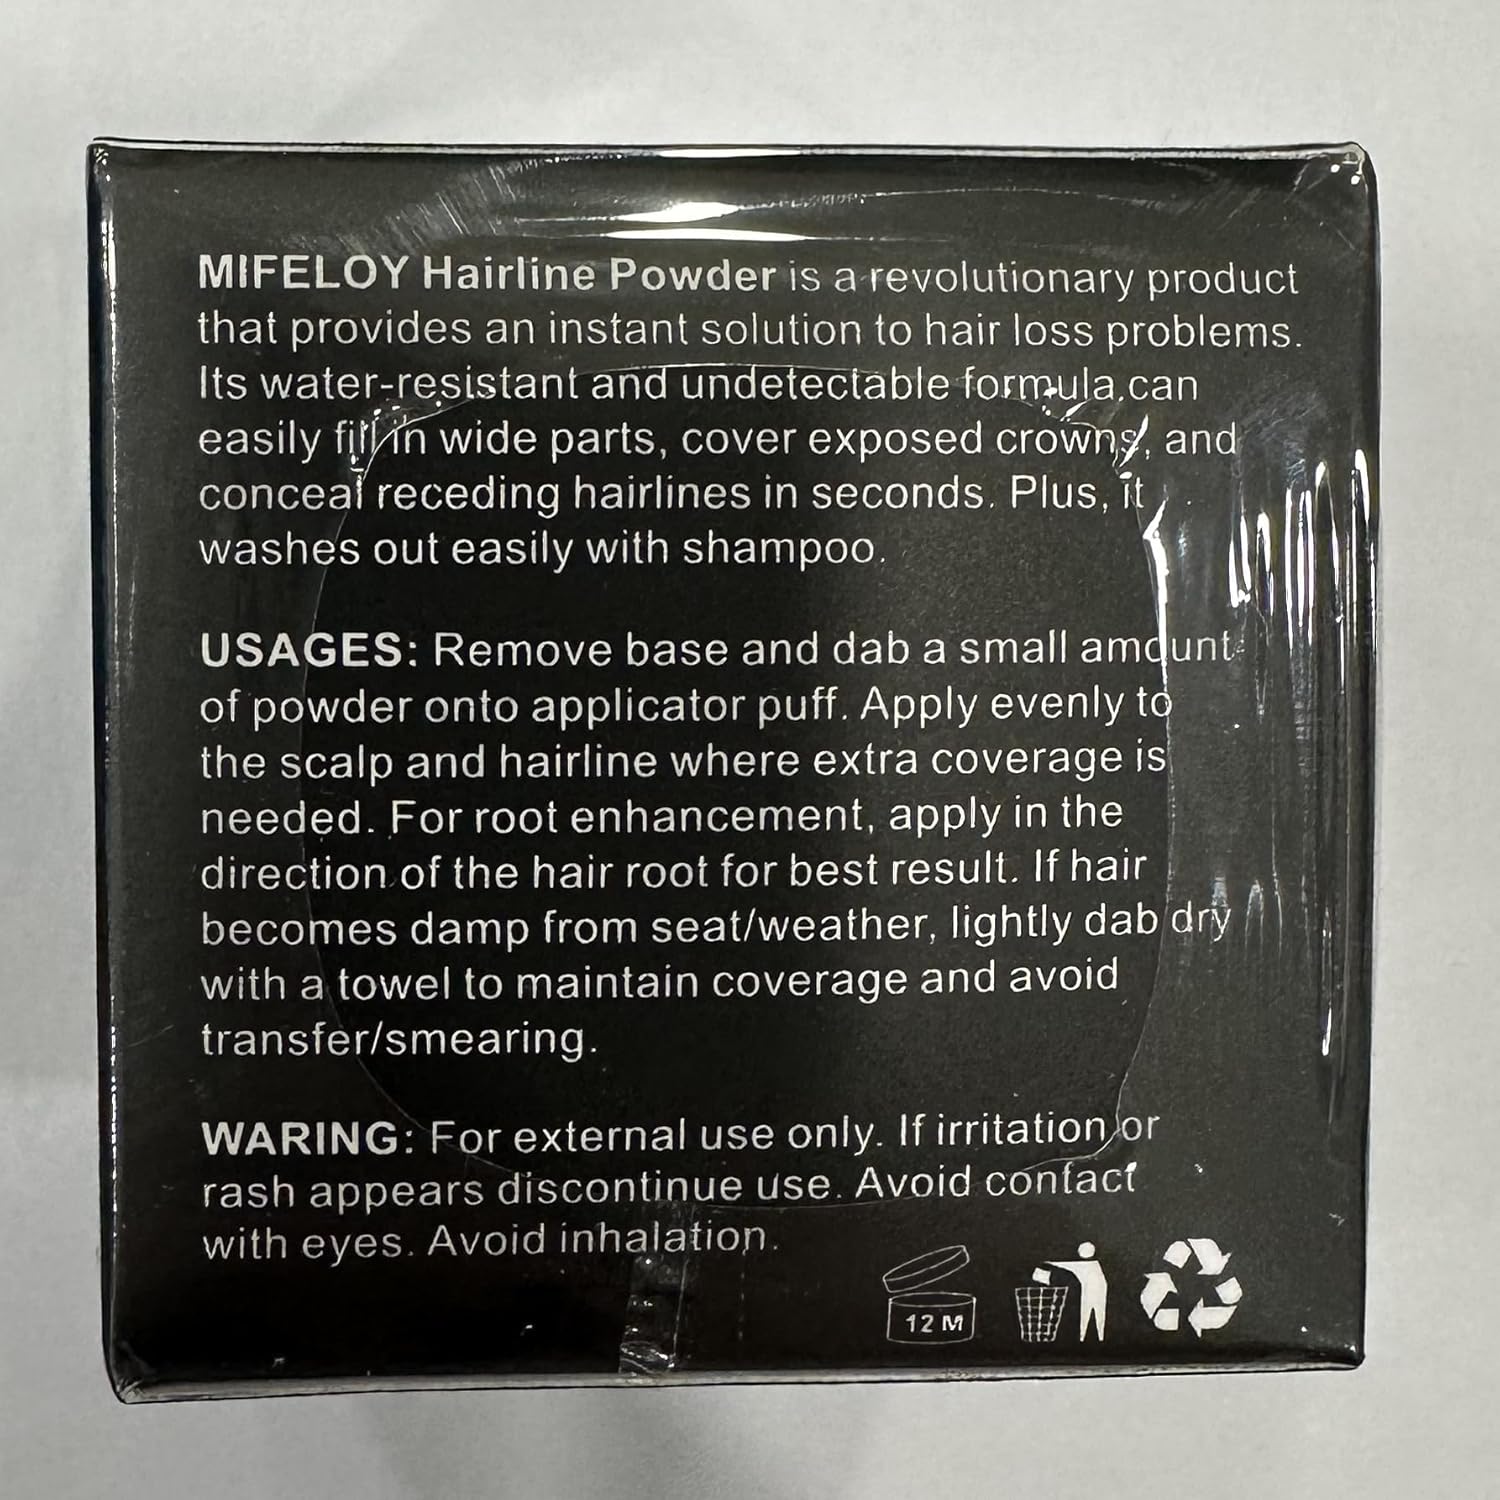 MIFELOY Hairline Powder is a revolutionary product
that provides an instant solution to hair loss problems.
Its water-resistant and undetectable formula,can
easily fill in wide parts, cover exposed crowns, and
conceal receding hairlines in seconds. Plus, it
washes out easily with shampoo.
USAGES: Remove base and dab a small amount
of powder onto applicator puff. Apply evenly to
the scalp and hairline where extra coverage is
needed. For root enhancement, apply in the
direction of the hair root for best result. If hair
becomes damp from seat/weather, lightly dab dry
with a towel to maintain coverage and avoid
transfer/smearing.
WARING: For external use only. If irritation or
rash appears discontinue use. Avoid contact
with eyes. Avoid inhalation.
12 M